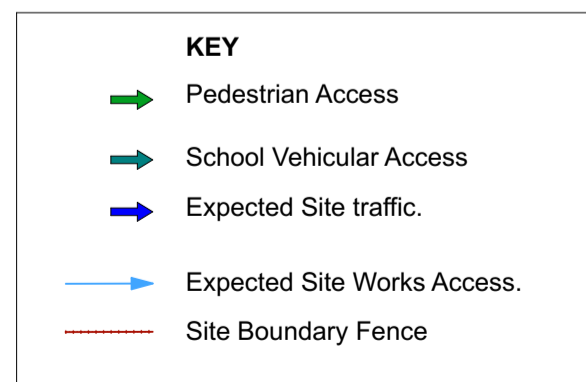 KEY
Pedestrian Access
School Vehicular Access
Expected Site traffic.
Expected Site Works Access.
Site Boundary Fence